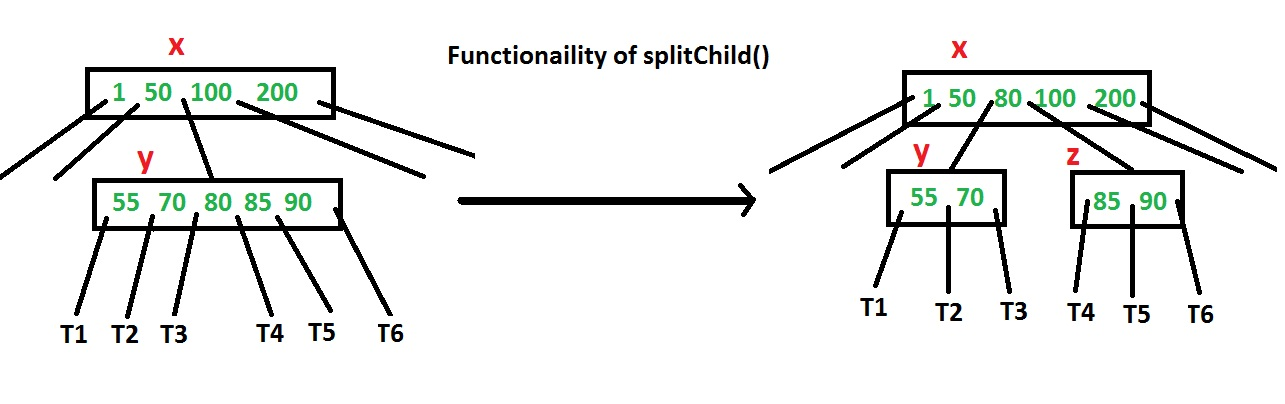 Functionaility of splitChild()
x
1 50 100 200
y
55 70 80 85 90
T1 T2 T3 T4 T5 T6
x
1 50 80 100 200
y z
55 70 85 90
T1 T2 T3 T4 T5 T6